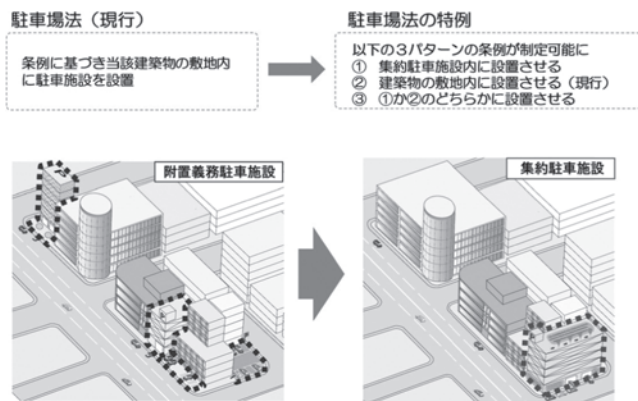 駐車場法（現行）
条例に基づき当該建築物の敷地内
に駐車施設を設置
駐車場法の特例
以下の３パターンの条例が制定可能に
① 集約駐車施設内に設置させる
② 建築物の敷地内に設置させる（現行）
③ ①か②のどちらかに設置させる
附置義務駐車施設
集約駐車施設